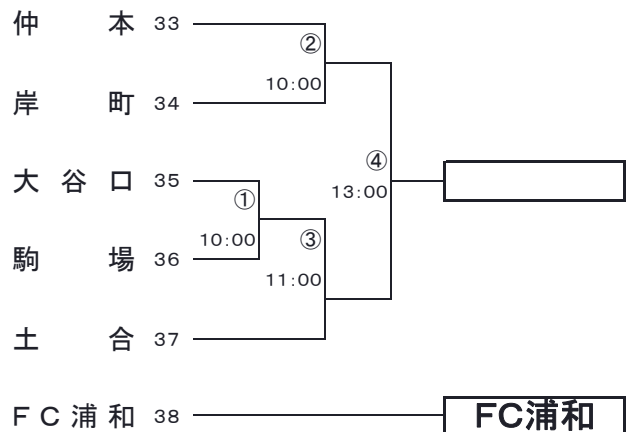 仲本 33
②
10:00
岸町 34
④
13:00
大谷口 35
①
10:00
③
駒場 36
11:00
土合 37
FC浦和 38 FC浦和